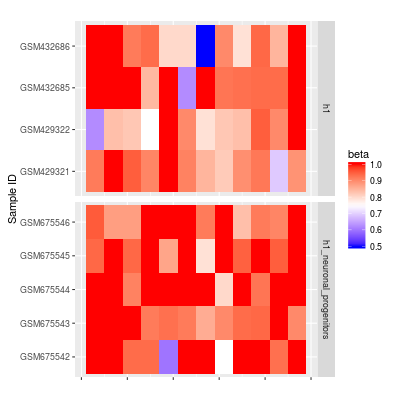 Sample ID
GSM432686
GSM432685
GSM429322
GSM429321
h1
GSM675546
GSM675545
GSM675544
GSM675543
GSM675542
h1_neuronal_progenitors
beta
1.0
0.9
0.8
0.7
0.6
0.5